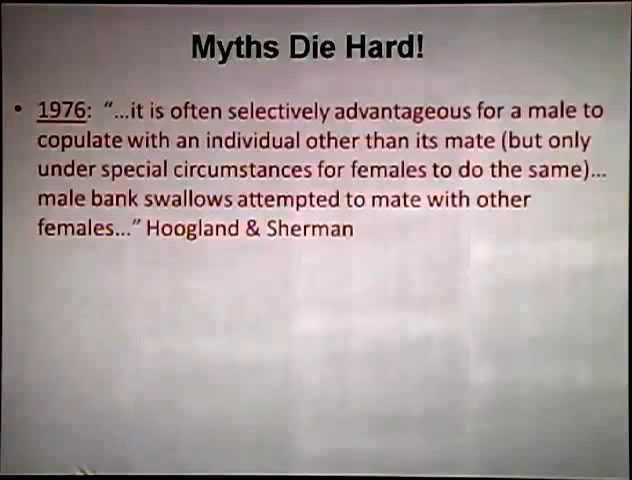 Myths Die Hard!
• 1976: “...it is often selectively advantageous for a male to
copulate with an individual other than its mate (but only
under special circumstances for females to do the same)...
male bank swallows attempted to mate with other
females...” Hoogland & Sherman